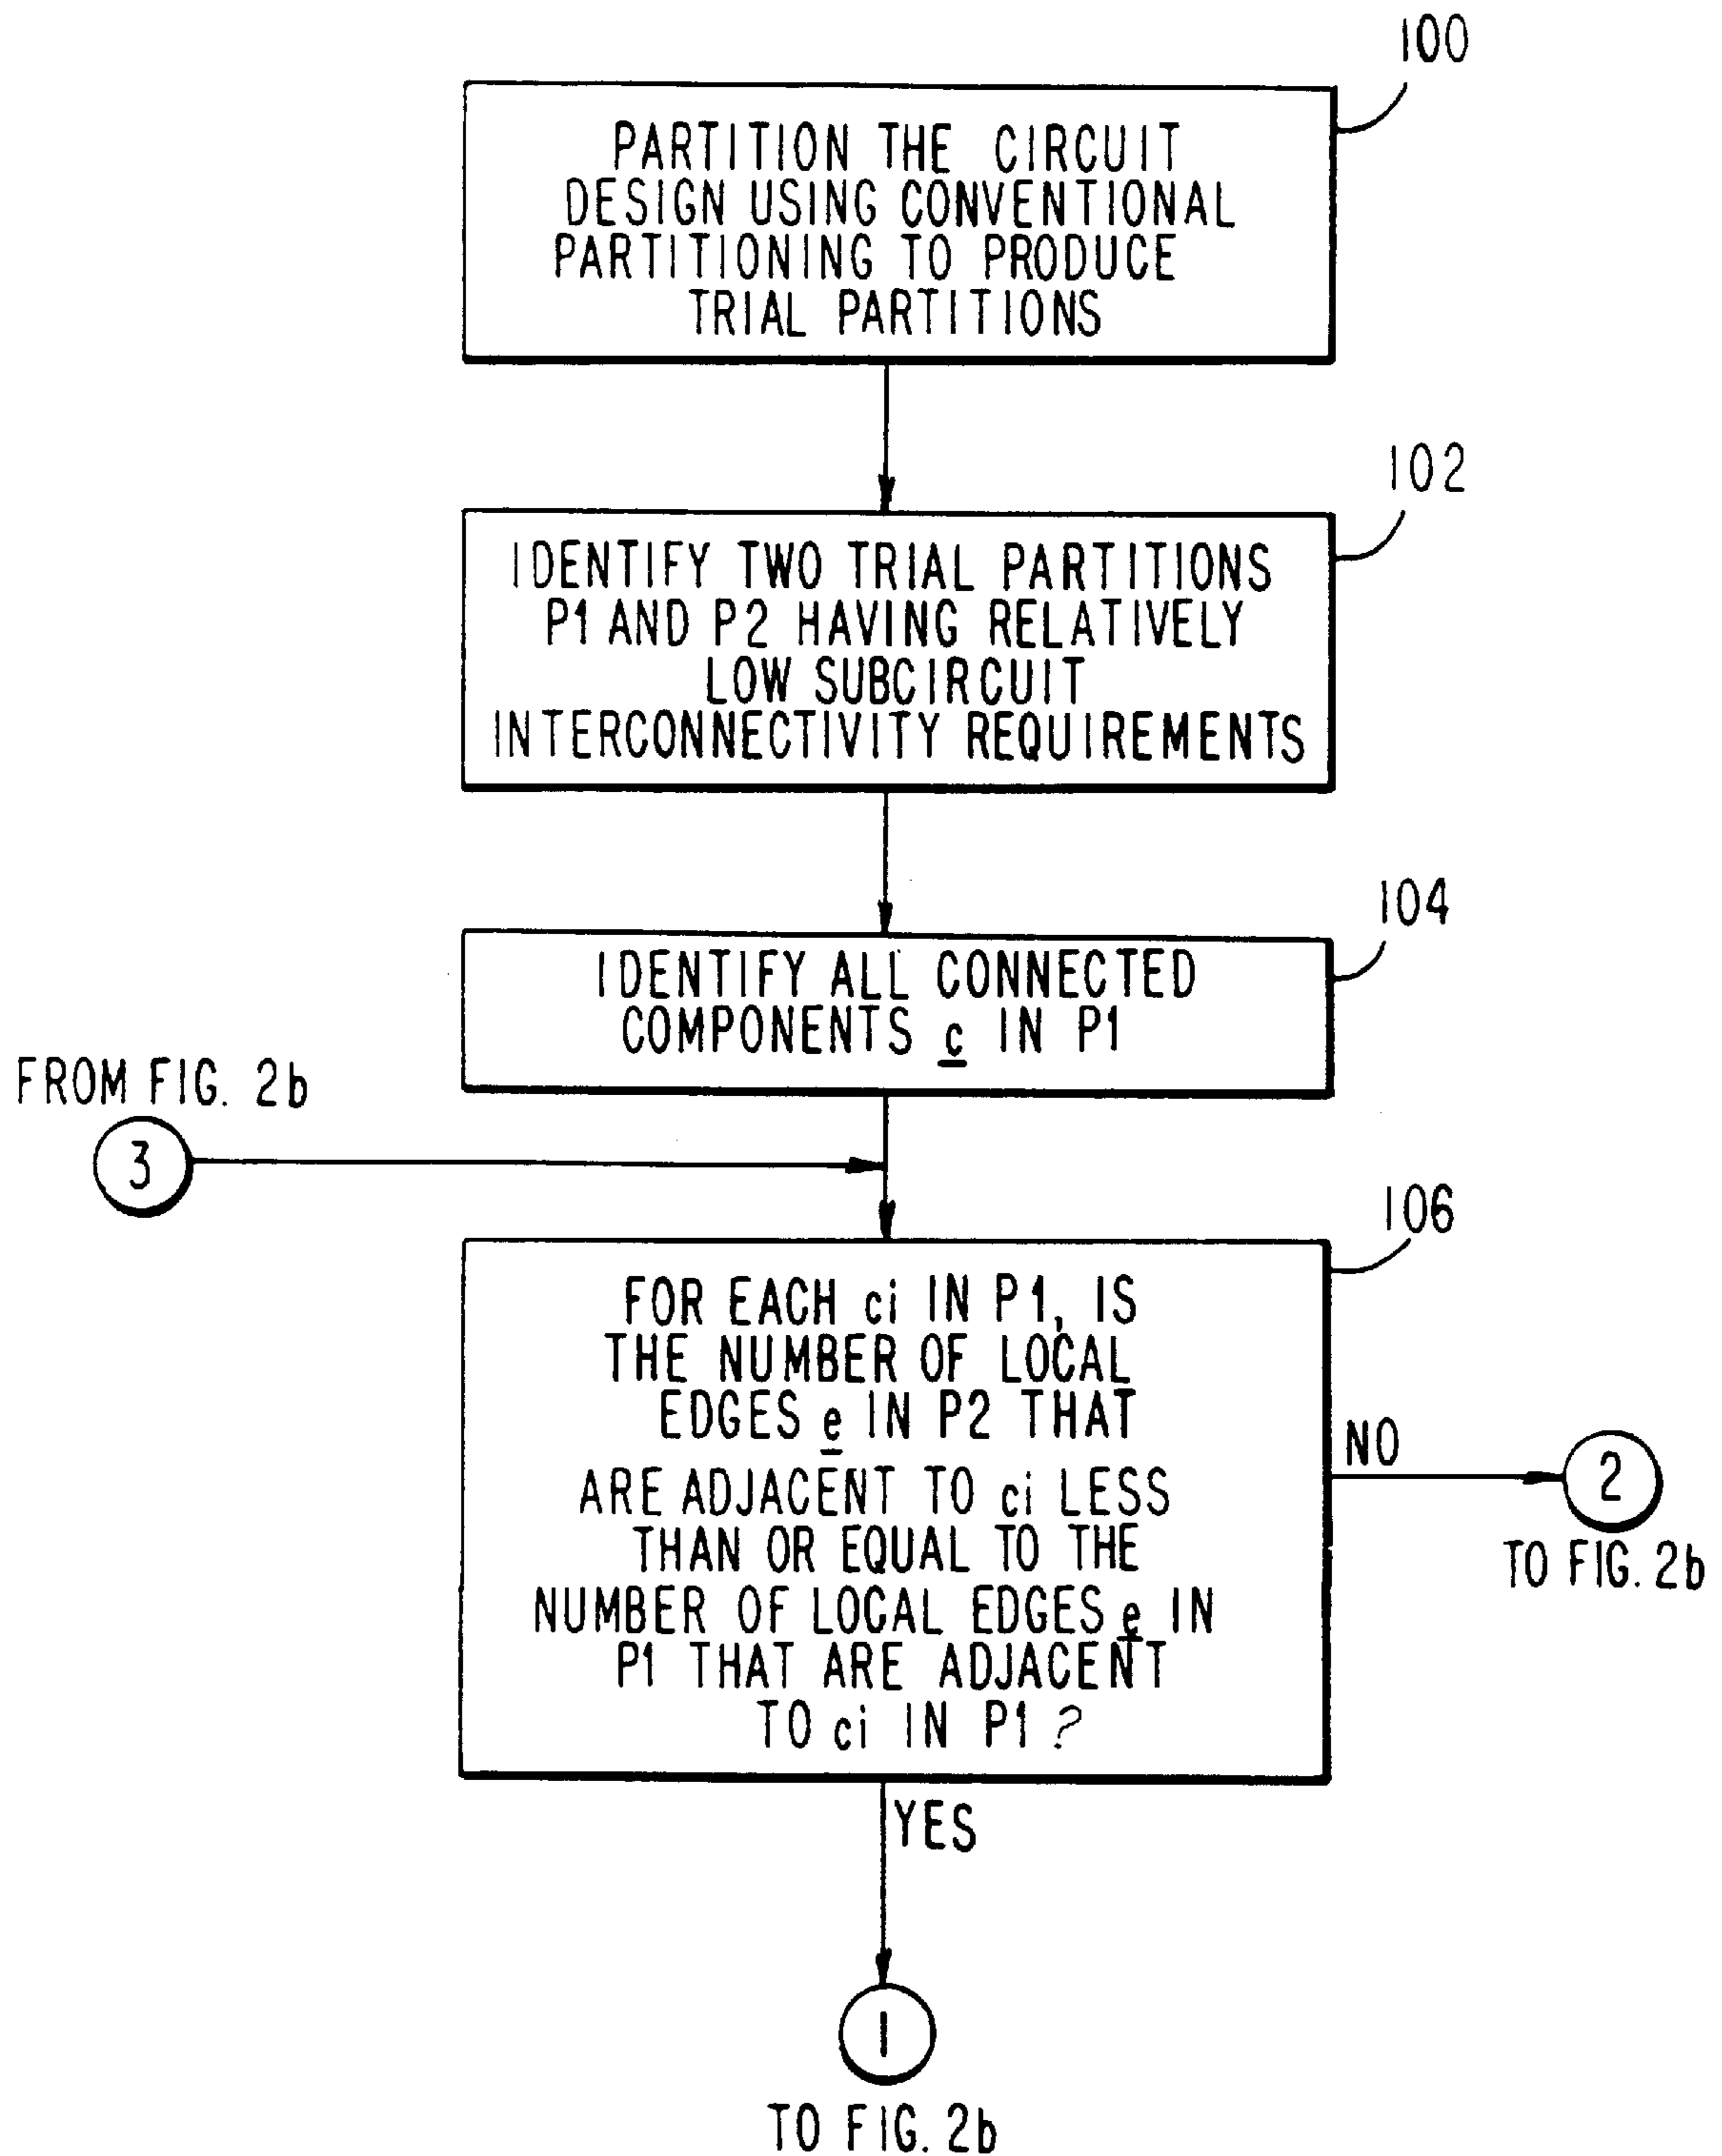 100
PARTITION THE CIRCUIT
DESIGN USING CONVENTIONAL
PARTITIONING TO PRODUCE
TRIAL PARTITIONS
102
IDENTIFY TWO TRIAL PARTITIONS
P1 AND P2 HAVING RELATIVELY
LOW SUBCIRCUIT
INTERCONNECTIVITY REQUIREMENTS
104
IDENTIFY ALL CONNECTED
COMPONENTS c IN P1
FROM FIG. 2b
3
106
FOR EACH ci IN P1, IS
THE NUMBER OF LOCAL
EDGES e IN P2 THAT
ARE ADJACENT TO ci LESS
THAN OR EQUAL TO THE
NUMBER OF LOCAL EDGES e IN
P1 THAT ARE ADJACENT
TO ci IN P1?
NO
2
TO FIG. 2b
YES
1
TO FIG. 2b